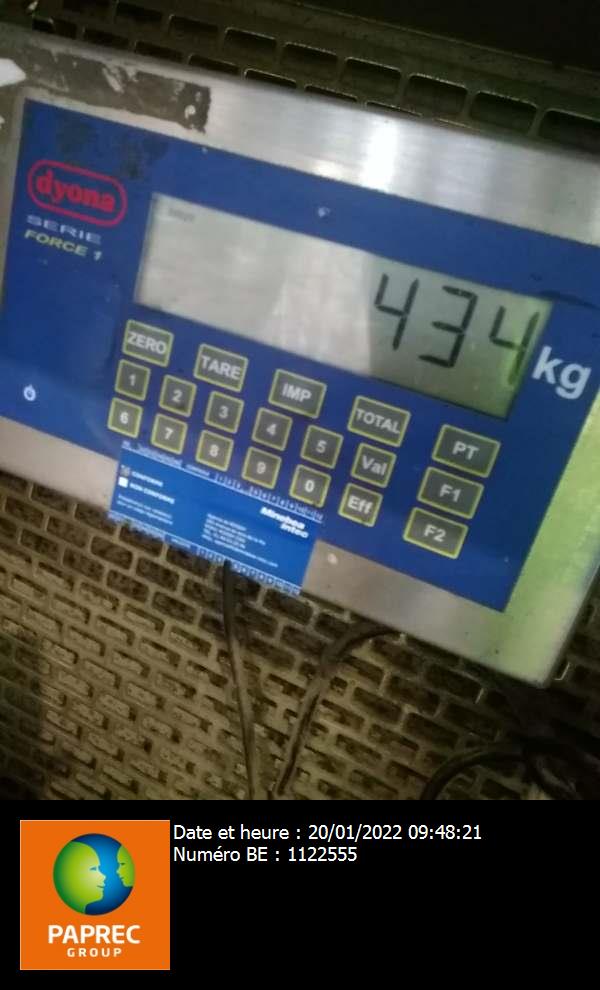 dyona
SERIE
FORCE 1
434 kg
ZERO TARE IMP TOTAL PT
1 2 3 4 5 Val F1
6 7 8 9 0 Eff F2
CONFORME
NON CONFORME
Minebea
intec
Date et heure : 20/01/2022 09:48:21
Numéro BE : 1122555
PAPREC
GROUP